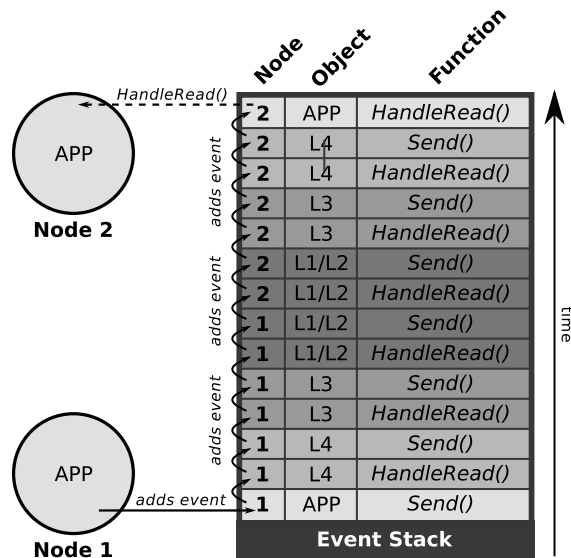 Node Object Function
HandleRead()
2 APP HandleRead()
2 L4 Send()
APP
2 L4 HandleRead()
adds event
2 L3 Send()
Node 2
2 L3 HandleRead()
2 L1/L2 Send()
2 L1/L2 HandleRead()
adds event
1 L1/L2 Send()
time
1 L1/L2 HandleRead()
1 L3 Send()
1 L3 HandleRead()
adds event
1 L4 Send()
APP
1 L4 HandleRead()
adds event
1 APP Send()
Event Stack
Node 1